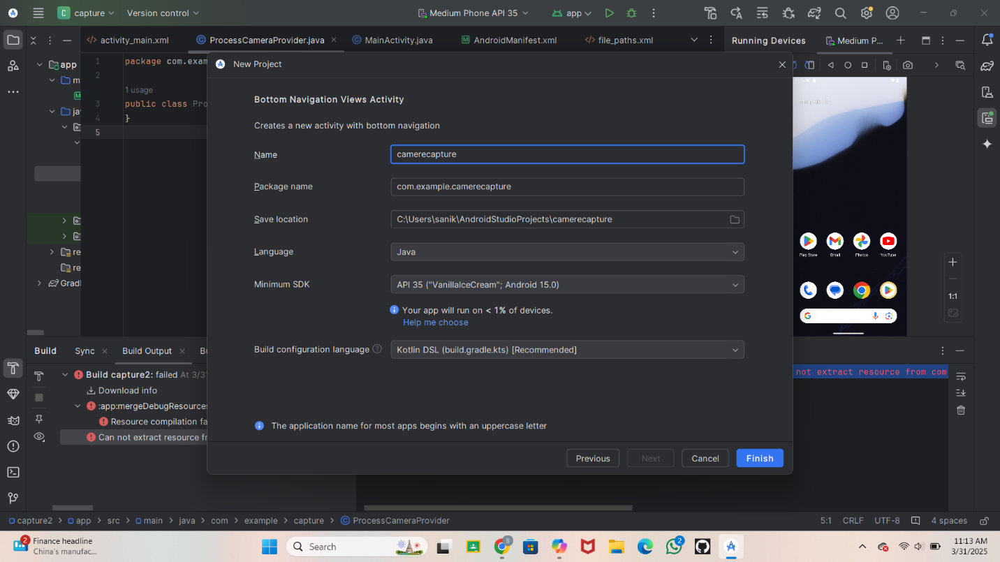 C capture Version control Medium Phone API 35 app
activity_main.xml ProcessCameraProvider.java MainActivity.java AndroidManifest.xml file_paths.xml Running Devices Medium P...
New Project
app
1 package com.exam
2
1 usage
3 public class Pro
4 }
5
re
re
Gradl
Bottom Navigation Views Activity
Creates a new activity with bottom navigation
Name camerecapture
Package name com.example.camerecapture
Save location C:\Users\sanik\AndroidStudioProjects\camerecapture
Language Java
Minimum SDK API 35 ("VanillaIceCream"; Android 15.0)
Your app will run on < 1% of devices.
Help me choose
Build configuration language Kotlin DSL (build.gradle.kts) [Recommended]
The application name for most apps begins with an uppercase letter
Previous Next Cancel Finish
Play Store Gmail Photos YouTube
1:1
Build Sync Build Output Bu
Build capture2: failed At 3/31
Download info
:app:mergeDebugResources
Resource compilation fa
Can not extract resource fr
not extract resource from com
capture2 > app > src > main > java > com > example > capture > ProcessCameraProvider 5:1 CRLF UTF-8 4 spaces
2 Finance headline
China's manufac...
Search
S
2
11:13 AM
3/31/2025